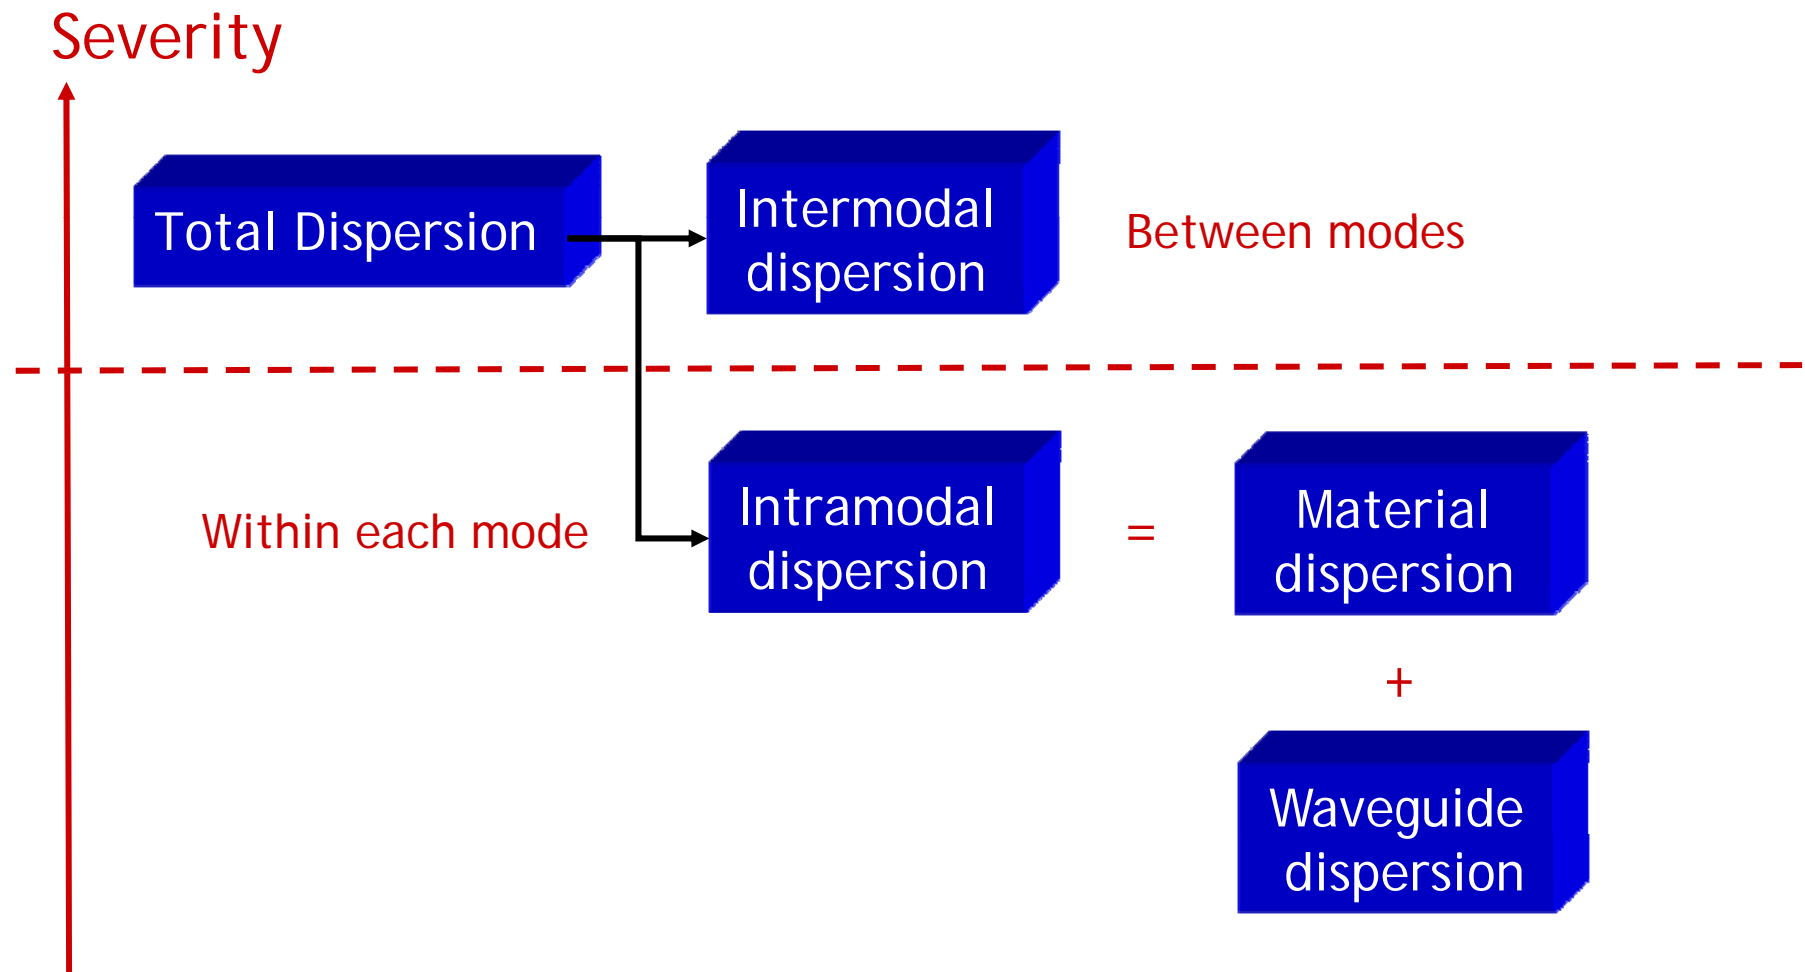 Severity
Total Dispersion
Intermodal
dispersion
Between modes
Within each mode
Intramodal
dispersion
=
Material
dispersion
+
Waveguide
dispersion